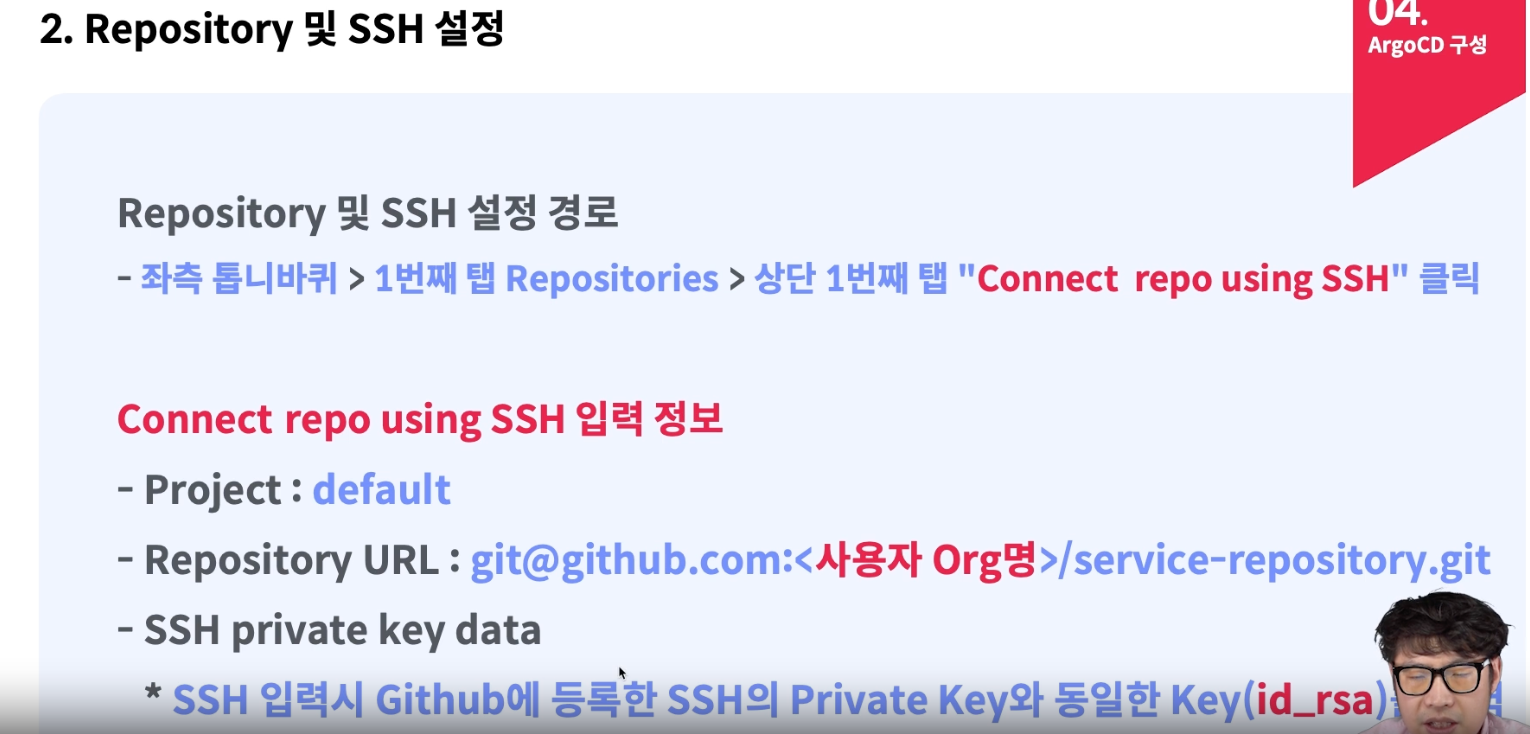 2. Repository 및 SSH 설정
04.
ArgoCD 구성
Repository 및 SSH 설정 경로
- 좌측 톱니바퀴 > 1번째 탭 Repositories > 상단 1번째 탭 "Connect repo using SSH" 클릭
Connect repo using SSH 입력 정보
- Project : default
- Repository URL : git@github.com:<사용자 Org명>/service-repository.git
- SSH private key data
* SSH 입력시 Github에 등록한 SSH의 Private Key와 동일한 Key(id_rsa)